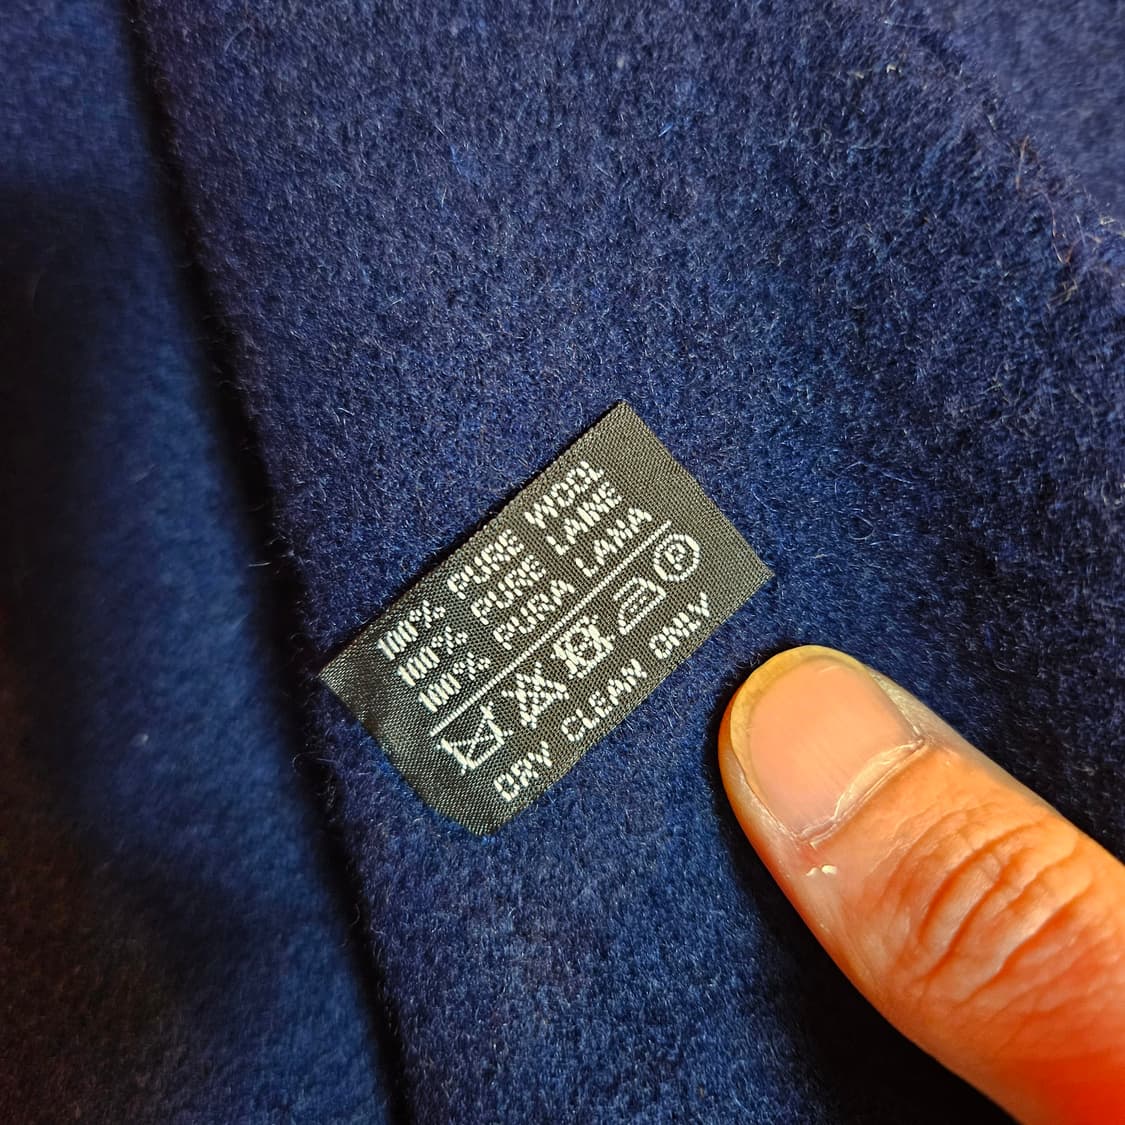 100% PURE WOOL
100% PURE LAINE
100% PURA LANA
P
DRY CLEAN ONLY